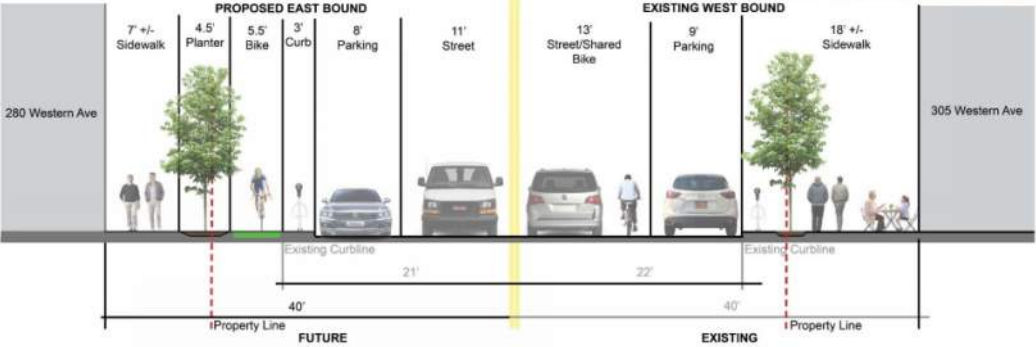 PROPOSED EAST BOUND
EXISTING WEST BOUND
7' +/-
Sidewalk
4.5'
Planter
5.5'
Bike
3'
Curb
8'
Parking
11'
Street
13'
Street/Shared
Bike
9'
Parking
18' +/-
Sidewalk
280 Western Ave
305 Western Ave
Existing Curbline
Existing Curbline
21'
22'
40'
40'
Property Line
Property Line
FUTURE
EXISTING